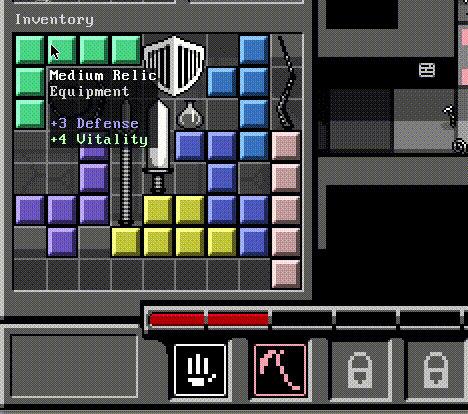 Inventory
Medium Relic
Equipment
+3 Defense
+4 Vitality